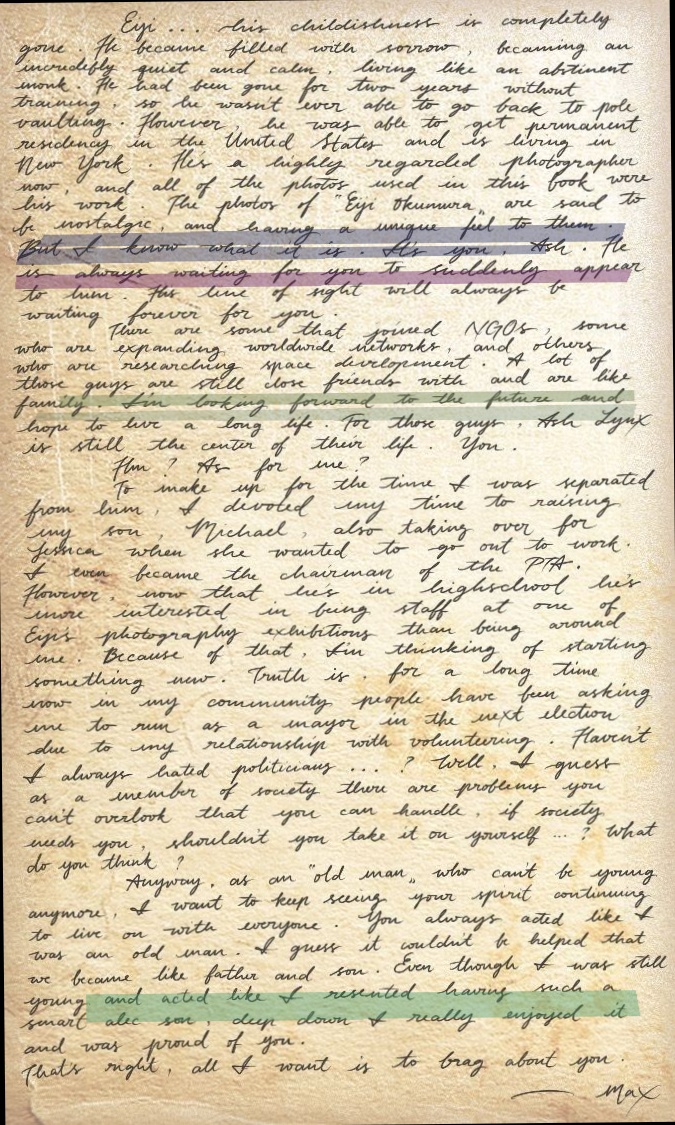 Eiji ... his childishness is completely
gone. He became filled with sorrow, becoming an
incredebly quiet and calm, living like an abstinent
monk. He had been gone for two years without
training, so he wasn't ever able to go back to pole
vaulting. However, he was able to get permanent
residency in the United States and is living in
New York. He's a highly regarded photographer
now, and all of the photos used in this book were
his work. The photos of "Eiji Okumura" are said to
be nostalgic, and having a unique feel to them.
But I know what it is. It's you, Ash. He
is always waiting for you to suddenly appear
to him. His line of sight will always be
waiting forever for you.
There are some that joined NGOs, some
who are expanding worldwide networks, and others
who are researching space development. A lot of
those guys are still close friends with and are like
family. I'm looking forward to the future and
hope to live a long life. For those guys, Ash Lynx
is still the center of their life. You.
Hm? As for me?
To make up for the time I was separated
from him, I devoted my time to raising
my son, Michael, also taking over for
Jessica when she wanted to go out to work.
I even became the chairman of the PTA.
However, now that he's in highschool he's
more interested in being staff at one of
Eiji's photography exhibitions than being around
me. Because of that, I'm thinking of starting
something new. Truth is, for a long time
now in my community people have been asking
me to run as a mayor in the next election
due to my relationship with volunteering. Haven't
I always hated politicians ... ? Well, I guess
as a member of society there are problems you
can't overlook that you can handle, if society
needs you, shouldn't you take it on yourself ... ? What
do you think?
Anyway, as an "old man" who can't be young
anymore, I want to keep seeing your spirit continuing
to live on with everyone. You always acted like I
was an old man. I guess it couldn't be helped that
we became like father and son. Even though I was still
young and acted like I resented having such a
smart alec son, deep down I really enjoyed it
and was proud of you.
That's right, all I want is to brag about you.
— Max